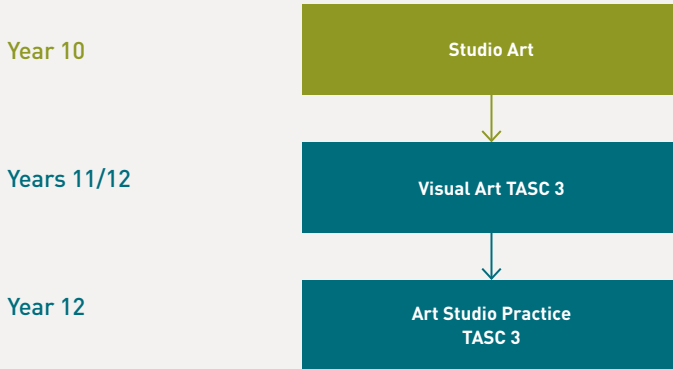 Year 10
Studio Art
Years 11/12
Visual Art TASC 3
Year 12
Art Studio Practice
TASC 3